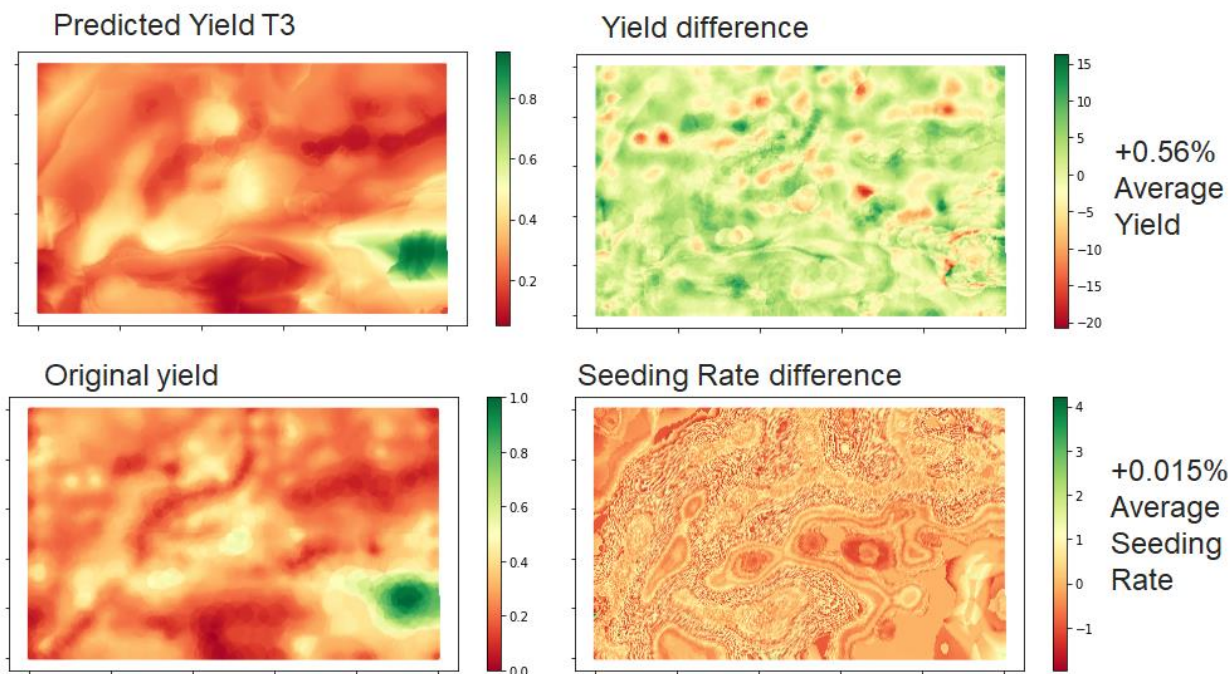 Predicted Yield T3
0.8
0.6
0.4
0.2
Yield difference
15
10
5
0
−5
−10
−15
−20
+0.56%
Average
Yield
Original yield
1.0
0.8
0.6
0.4
0.2
0.0
Seeding Rate difference
4
3
2
1
0
−1
+0.015%
Average
Seeding
Rate